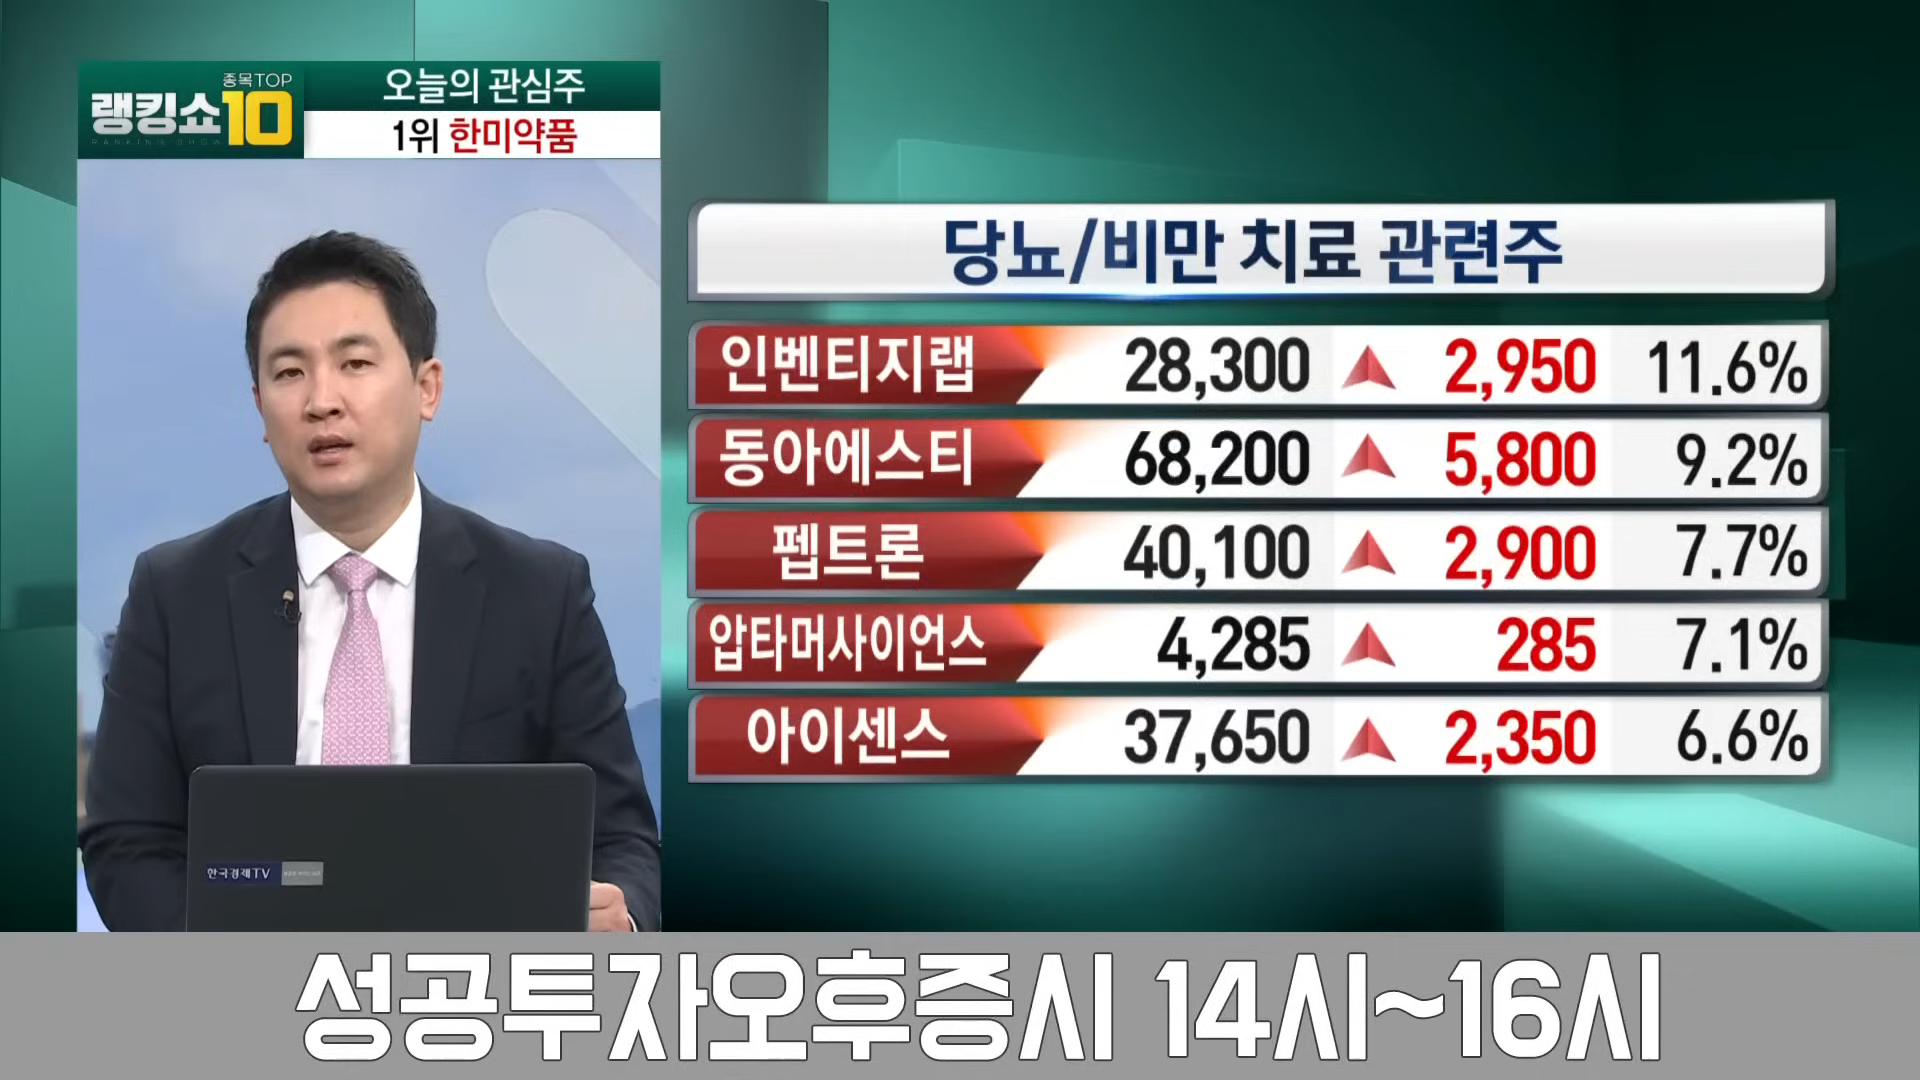 종목TOP
랭킹쇼10
RANKING SHOW
오늘의 관심주
1위 한미약품
당뇨/비만 치료 관련주
인벤티지랩 28,300 ▲ 2,950 11.6%
동아에스티 68,200 ▲ 5,800 9.2%
펩트론 40,100 ▲ 2,900 7.7%
압타머사이언스 4,285 ▲ 285 7.1%
아이센스 37,650 ▲ 2,350 6.6%
한국경제TV
성공투자오후증시 14시~16시